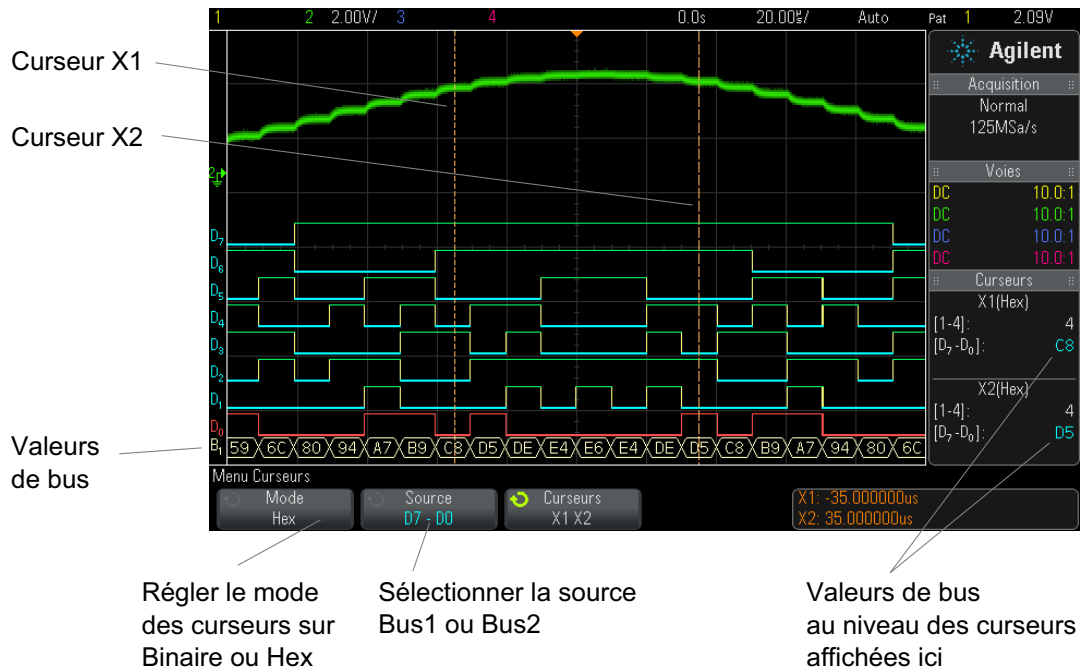 1 2 2.00V/ 3 4 0.0s 20.00us/ Auto Pat 1 2.09V
Curseur X1
Curseur X2
Agilent
Acquisition
Normal
125MSa/s
Voies
DC 10.0:1
DC 10.0:1
DC 10.0:1
DC 10.0:1
Curseurs
X1(Hex)
[1-4]: 4
[D7-D0]: C8
X2(Hex)
[1-4]: 4
[D7-D0]: D5
2
D7
D6
D5
D4
D3
D2
D1
D0
B1 59 6C 80 94 A7 B9 C8 D5 DE E4 E6 E4 DE D5 C8 B9 A7 94 80 6C
Valeurs
de bus
Menu Curseurs
Mode
Hex
Source
D7 - D0
Curseurs
X1 X2
X1: -35.000000us
X2: 35.000000us
Régler le mode
des curseurs sur
Binaire ou Hex
Sélectionner la source
Bus1 ou Bus2
Valeurs de bus
au niveau des curseurs
affichées ici